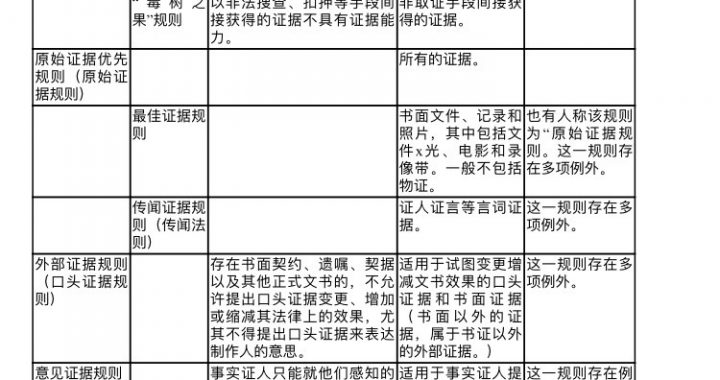 "毒树之
果"规则
以非法搜查、扣押等手段间
接获得的证据不具有证据能
力。
非取证手段间接获
得的证据。
原始证据优先
规则（原始证
据规则）
所有的证据。
最佳证据规
则
书面文件、记录和
照片，其中包括文
件x光、电影和录
像带。一般不包括
物证。
也有人称该规则
为"原始证据规
则。这一规则存
在多项例外。
传闻证据规
则（传闻法
则）
证人证言等言词证
据。
这一规则存在多
项例外。
外部证据规则
（口头证据规
则）
存在书面契约、遗嘱、契据
以及其他正式文书的，不允
许提出口头证据变更、增加
或缩减其法律上的效果，尤
其不得提出口头证据来表达
制作人的意思。
适用于试图变更增
减文书效果的口头
证据和书面证据
（书面以外的证
据，属于书证以外
的外部证据。）
这一规则存在多
项例外。
意见证据规则
事实证人只能就他们感知的
适用于事实证人提
这一规则存在例